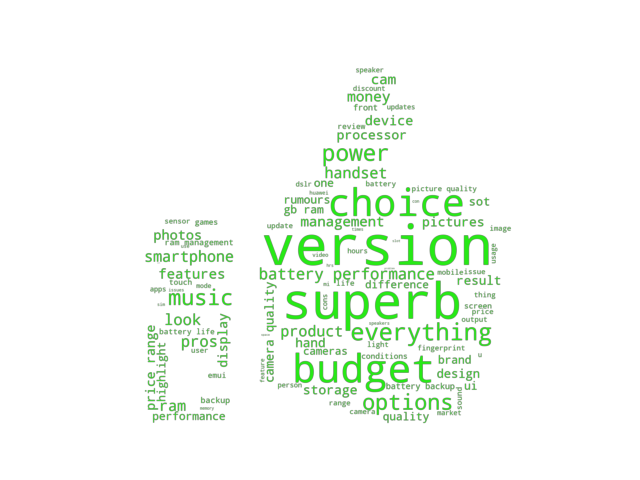 speaker
cam
discount
money
front updates
device
review
processor
power
handset
dslr one battery
huawei
picture quality
rumours
choice
sot
gb ram
management
pictures
sensor games
update
times
image
photos
version
ram management
video
hours
usage
smartphone
features
battery performance
mobile issue
result
touch mode
mi life
difference
apps issues
music
superb
thing
cons
screen
price
look
camera quality
output
battery life
product
everything
speakers
pros
display
user
hand
light
fingerprint
cameras
conditions
brand
u
price range
highlight
emui
feature
budget
design
person
storage
battery backup
ui
ram
backup
memory
range
options
sound
performance
camera
quality
market